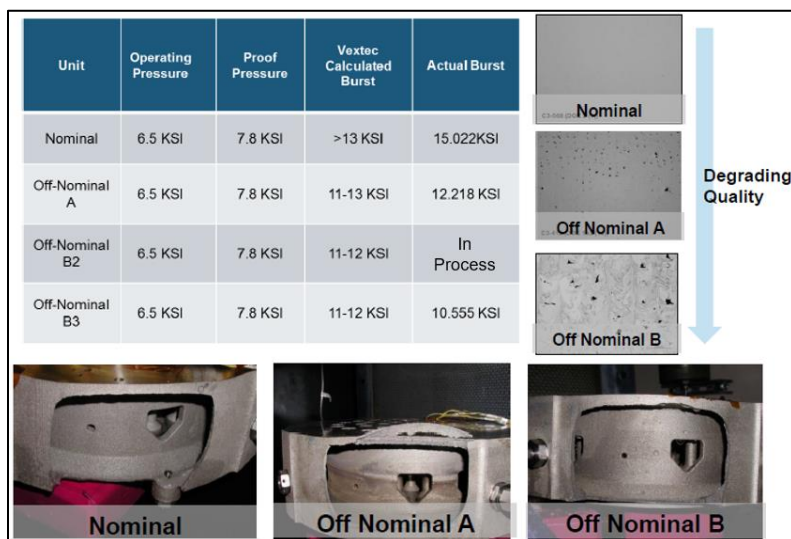 Unit
Operating
Pressure
Proof
Pressure
Vextec
Calculated
Burst
Actual Burst
Nominal
6.5 KSI
7.8 KSI
>13 KSI
15.022KSI
Off-Nominal
A
6.5 KSI
7.8 KSI
11-13 KSI
12.218 KSI
Off-Nominal
B2
6.5 KSI
7.8 KSI
11-12 KSI
In
Process
Off-Nominal
B3
6.5 KSI
7.8 KSI
11-12 KSI
10.555 KSI
Nominal
Off Nominal A
Off Nominal B
Degrading
Quality
Nominal
Off Nominal A
Off Nominal B